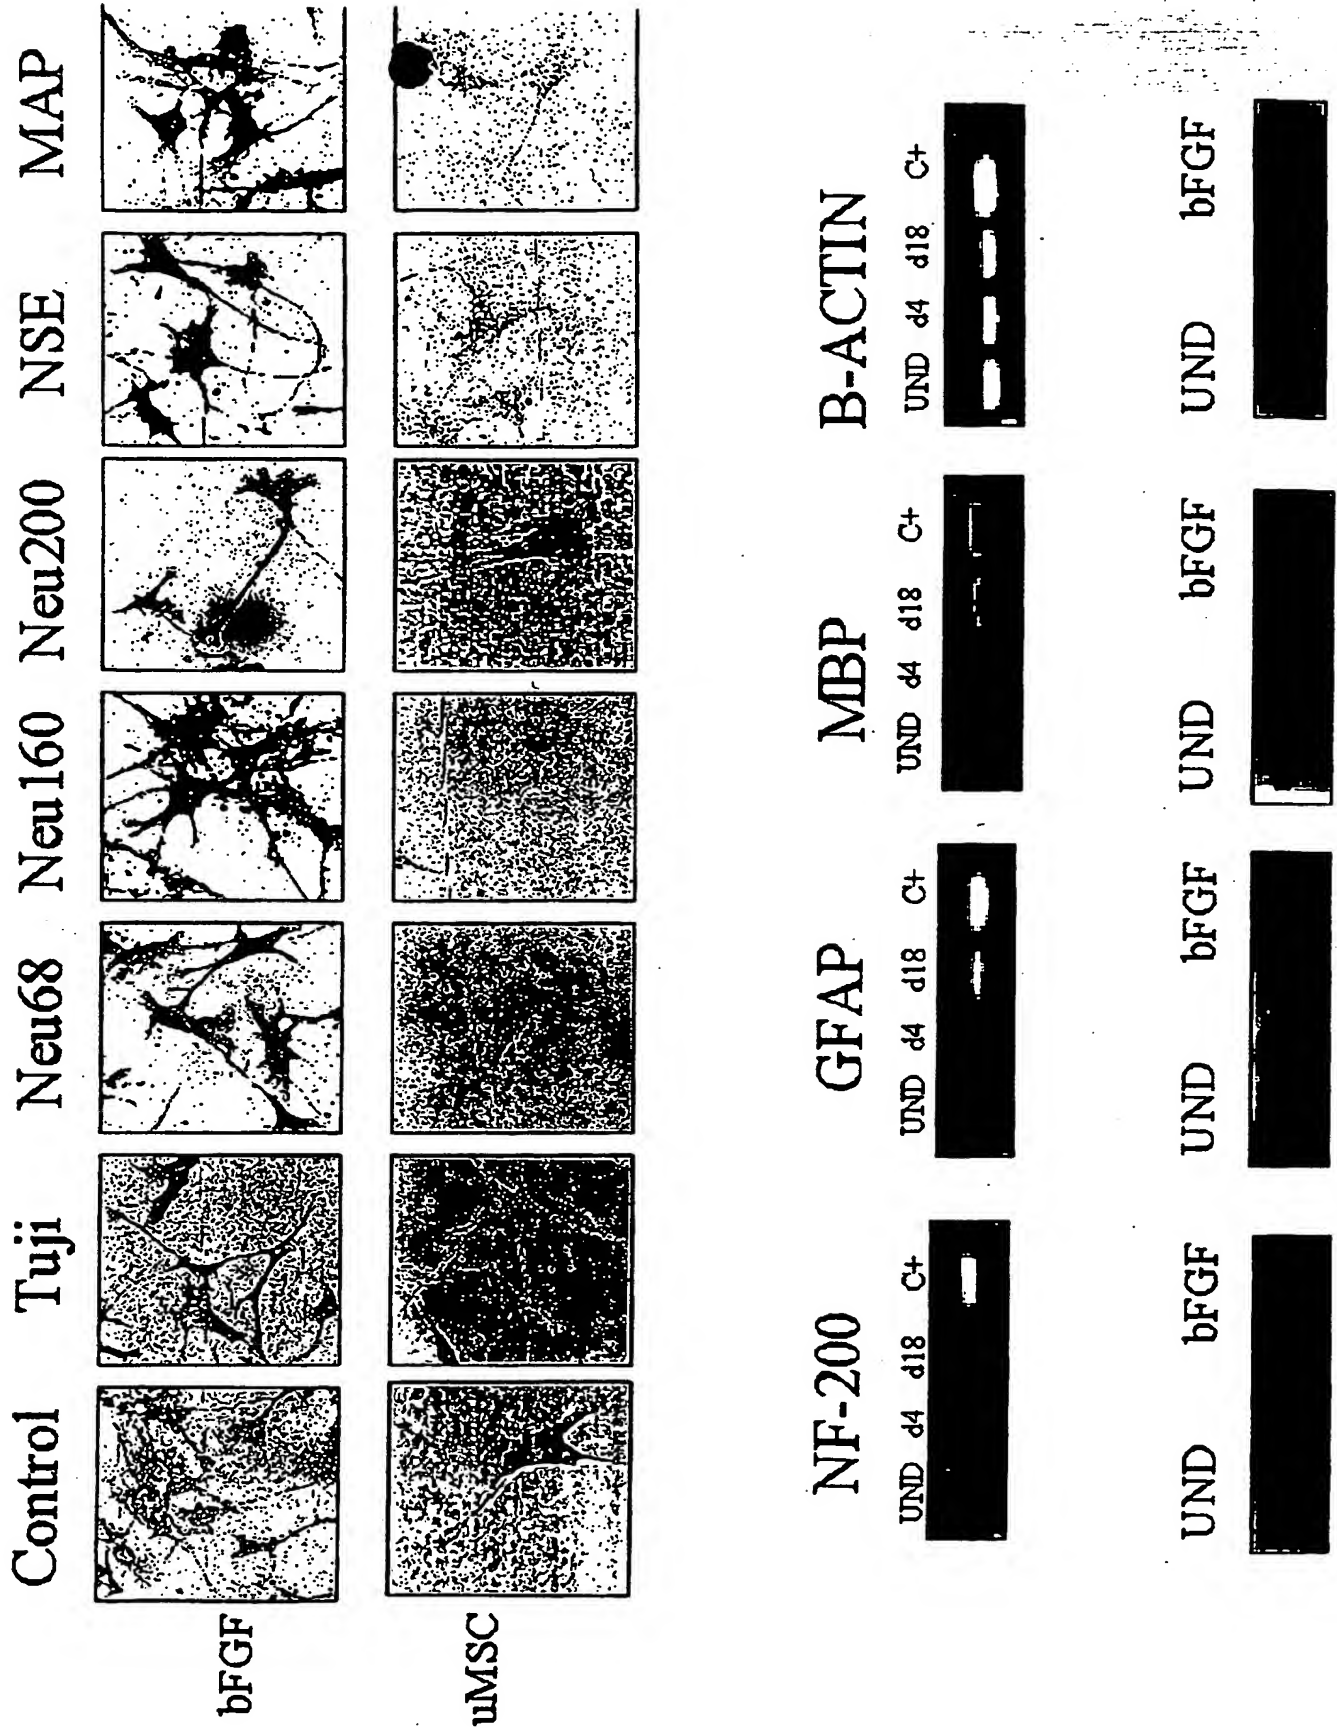 Control Tuji Neu68 Neu160 Neu200 NSE MAP
bFGF
uMSC
NF-200 GFAP MBP B-ACTIN
UND d4 d18 C+ UND d4 d18 C+ UND d4 d18 C+ UND d4 d18 C+
UND bFGF UND bFGF UND bFGF UND bFGF